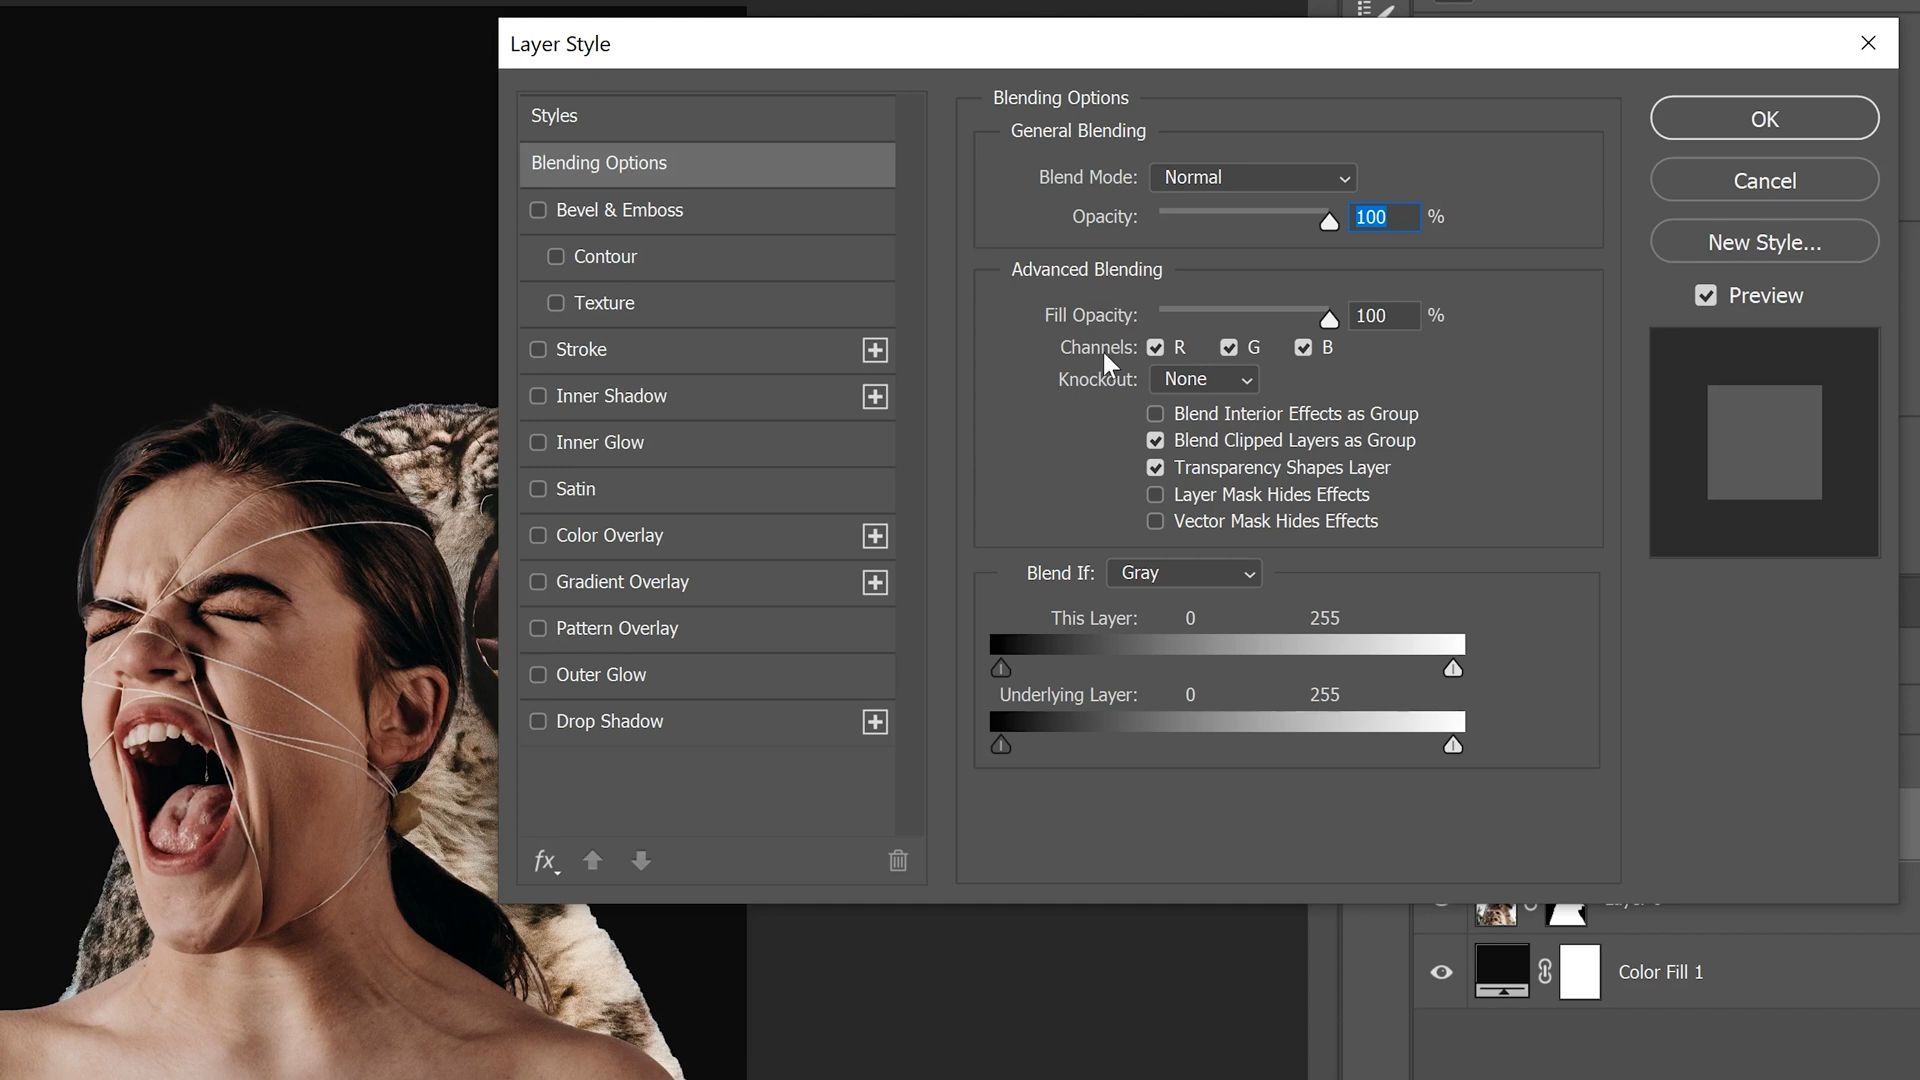 Layer Style
Styles
Blending Options
Bevel & Emboss
Contour
Texture
Stroke
Inner Shadow
Inner Glow
Satin
Color Overlay
Gradient Overlay
Pattern Overlay
Outer Glow
Drop Shadow
fx
Blending Options
General Blending
Blend Mode: Normal
Opacity: 100 %
Advanced Blending
Fill Opacity: 100 %
Channels: R G B
Knockout: None
Blend Interior Effects as Group
Blend Clipped Layers as Group
Transparency Shapes Layer
Layer Mask Hides Effects
Vector Mask Hides Effects
Blend If: Gray
This Layer: 0 255
Underlying Layer: 0 255
OK
Cancel
New Style...
Preview
Color Fill 1